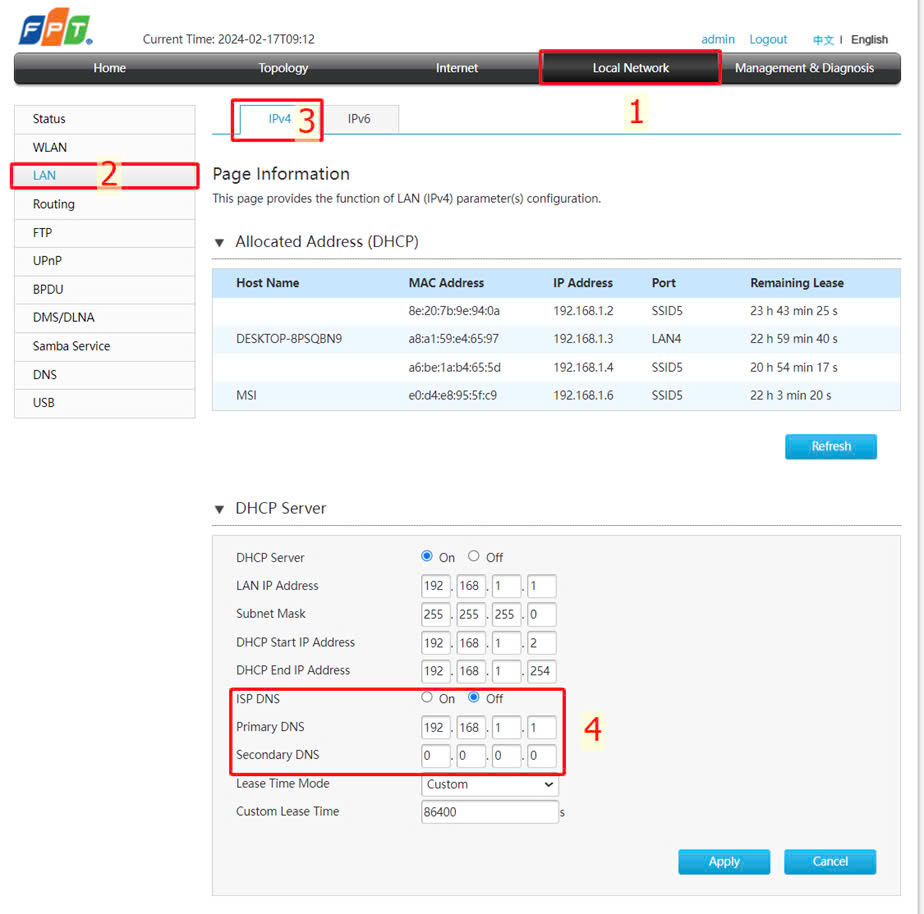 FPT
Current Time: 2024-02-17T09:12
admin Logout 中文 | English
Home Topology Internet Local Network Management & Diagnosis
1
Status
WLAN
LAN 2
Routing
FTP
UPnP
BPDU
DMS/DLNA
Samba Service
DNS
USB
IPv4 3 IPv6
Page Information
This page provides the function of LAN (IPv4) parameter(s) configuration.
▼ Allocated Address (DHCP)
Host Name MAC Address IP Address Port Remaining Lease
8e:20:7b:9e:94:0a 192.168.1.2 SSID5 23 h 43 min 25 s
DESKTOP-8PSQBN9 a8:a1:59:e4:65:97 192.168.1.3 LAN4 22 h 59 min 40 s
a6:be:1a:b4:65:5d 192.168.1.4 SSID5 20 h 54 min 17 s
MSI e0:d4:e8:95:5f:c9 192.168.1.6 SSID5 22 h 3 min 20 s
Refresh
▼ DHCP Server
DHCP Server On Off
LAN IP Address 192 . 168 . 1 . 1
Subnet Mask 255 . 255 . 255 . 0
DHCP Start IP Address 192 . 168 . 1 . 2
DHCP End IP Address 192 . 168 . 1 . 254
ISP DNS On Off
Primary DNS 192 . 168 . 1 . 1
4
Secondary DNS 0 . 0 . 0 . 0
Lease Time Mode Custom
Custom Lease Time 86400 s
Apply Cancel